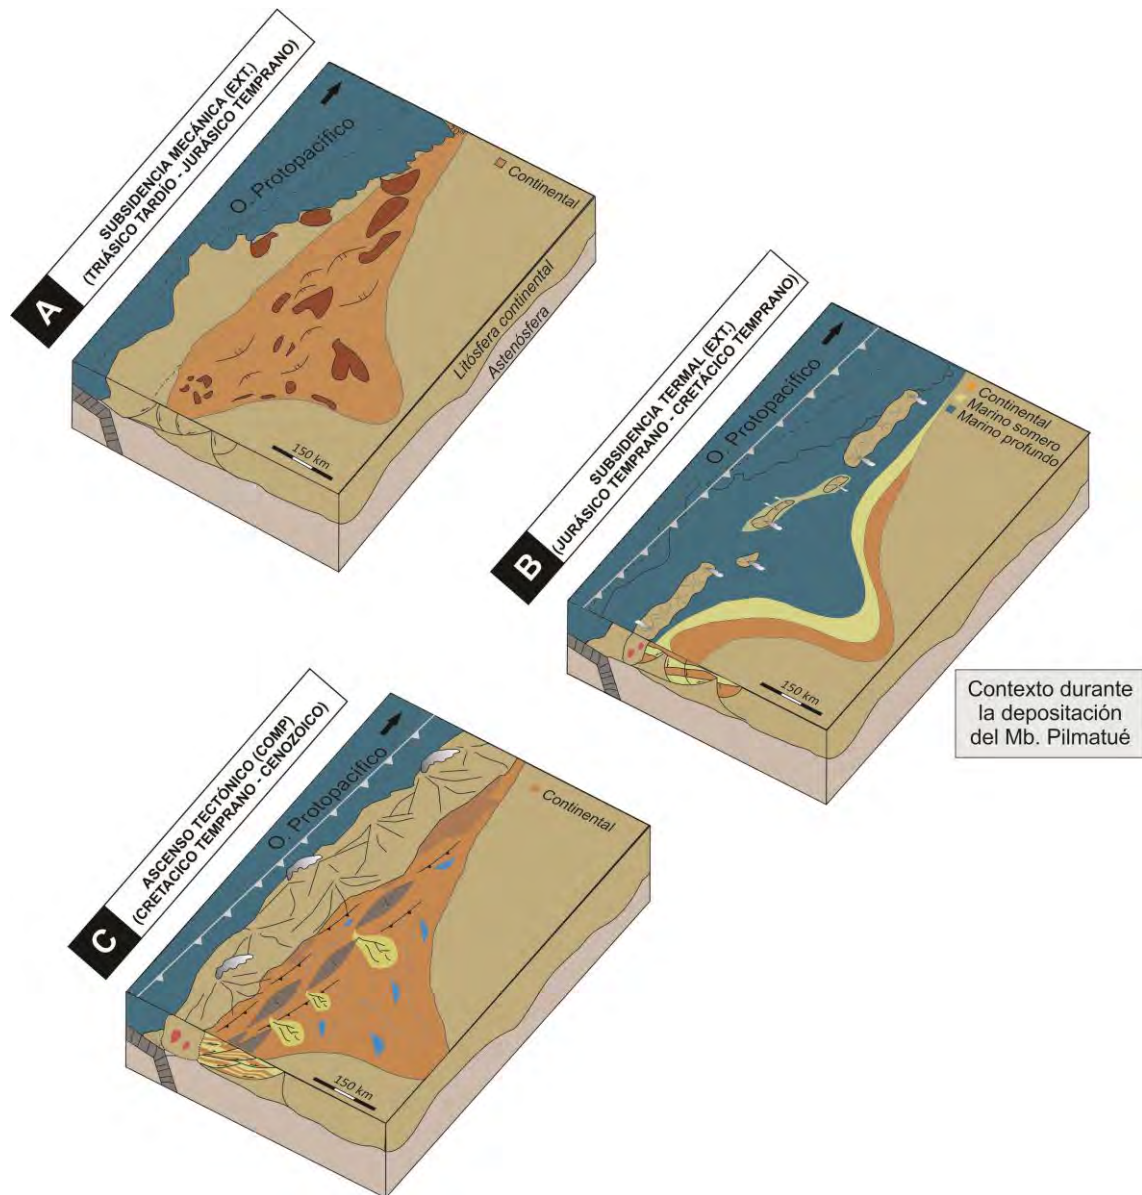 A
SUBSIDENCIA MECÁNICA (EXT.)
(TRIÁSICO TARDÍO - JURÁSICO TEMPRANO)
O. Protopacífico
Continental
Litósfera continental
Astenósfera
150 km
B
SUBSIDENCIA TERMAL (EXT.)
(JURÁSICO TEMPRANO - CRETÁCICO TEMPRANO)
O. Protopacífico
Continental
Marino somero
Marino profundo
150 km
Contexto durante
la depositación
del Mb. Pilmatué
C
ASCENSO TECTÓNICO (COMP)
(CRETACICO TEMPRANO - CENOZOICO)
O. Protopacífico
Continental
150 km